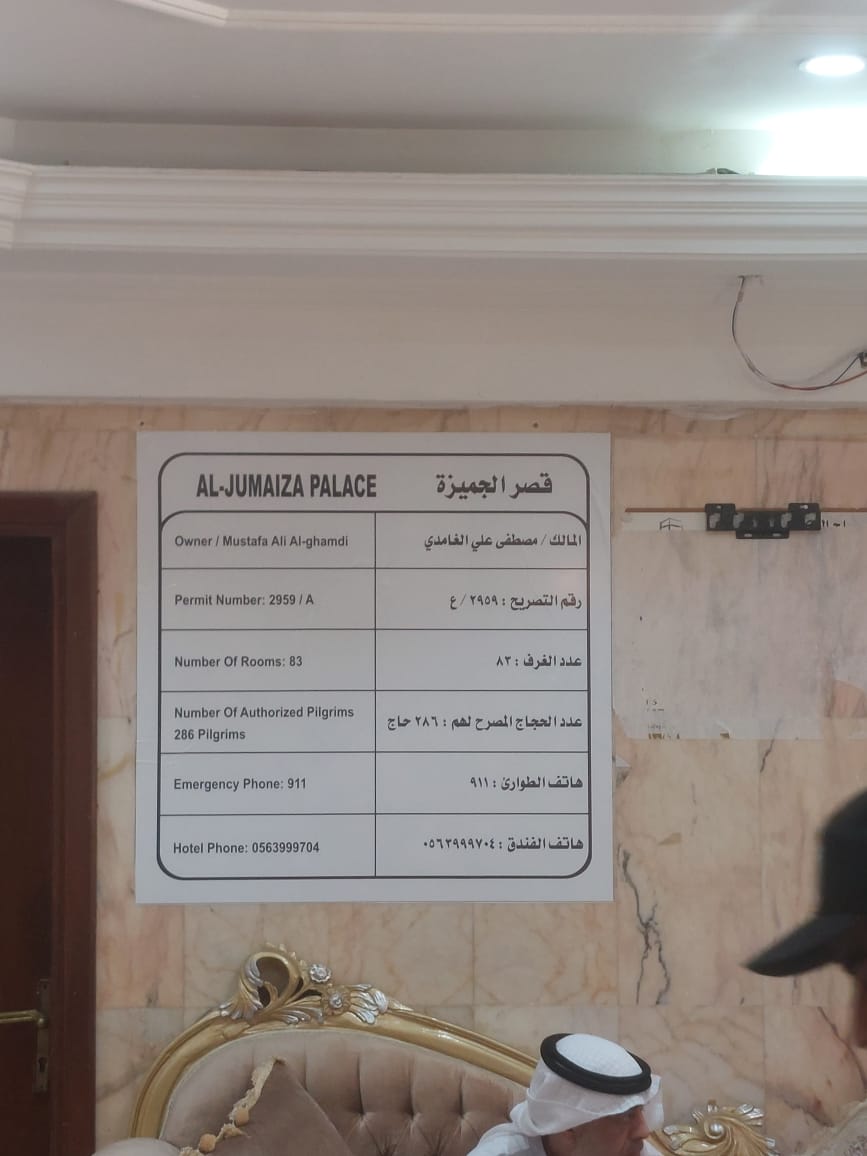 AL-JUMAIZA PALACE قصر الجميزة
Owner / Mustafa Ali Al-ghamdi المالك / مصطفى علي الغامدي
Permit Number: 2959 / A رقم التصريح : ٢٩٥٩ / ع
Number Of Rooms: 83 عدد الغرف : ٨٣
Number Of Authorized Pilgrims
286 Pilgrims عدد الحجاج المصرح لهم : ٢٨٦ حاج
Emergency Phone: 911 هاتف الطوارئ : ٩١١
Hotel Phone: 0563999704 هاتف الفندق : ٠٥٦٣٩٩٩٧٠٤